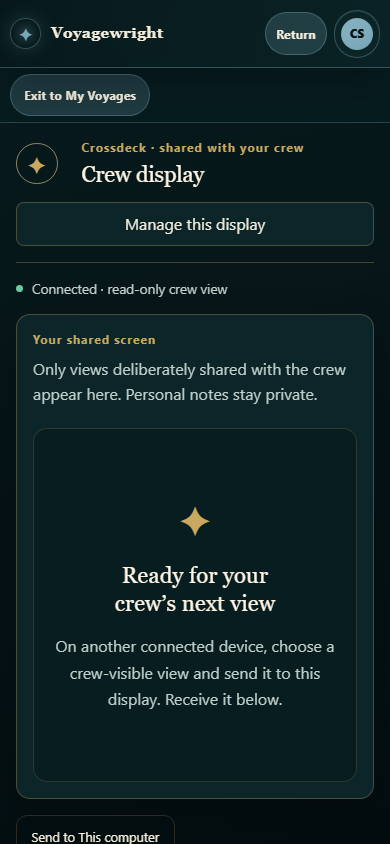 Voyagewright
Return
CS
Exit to My Voyages
Crossdeck · shared with your crew
Crew display
Manage this display
Connected · read-only crew view
Your shared screen
Only views deliberately shared with the crew
appear here. Personal notes stay private.
Ready for your
crew’s next view
On another connected device, choose a
crew-visible view and send it to this
display. Receive it below.
Send to This computer